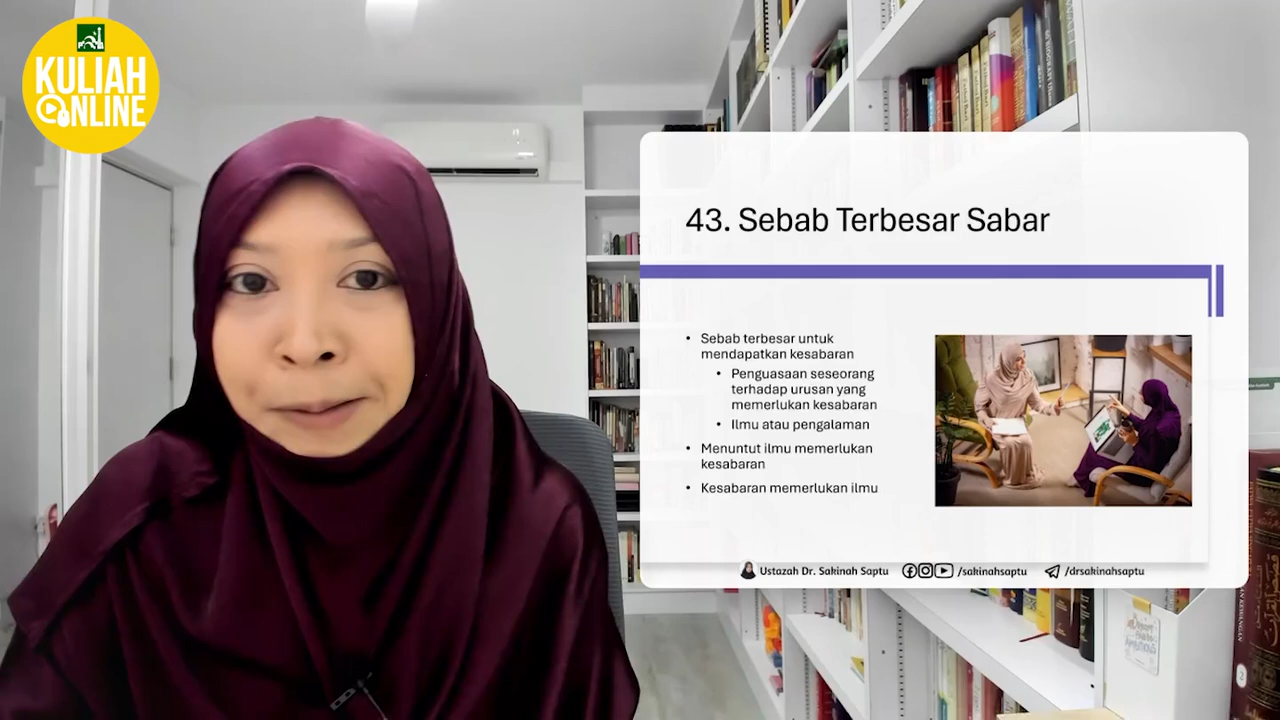 KULIAH
ONLINE
43. Sebab Terbesar Sabar
• Sebab terbesar untuk
mendapatkan kesabaran
• Penguasaan seseorang
terhadap urusan yang
memerlukan kesabaran
• Ilmu atau pengalaman
• Menuntut ilmu memerlukan
kesabaran
• Kesabaran memerlukan ilmu
Ustazah Dr. Sakinah Saptu /sakinahsaptu /drsakinahsaptu